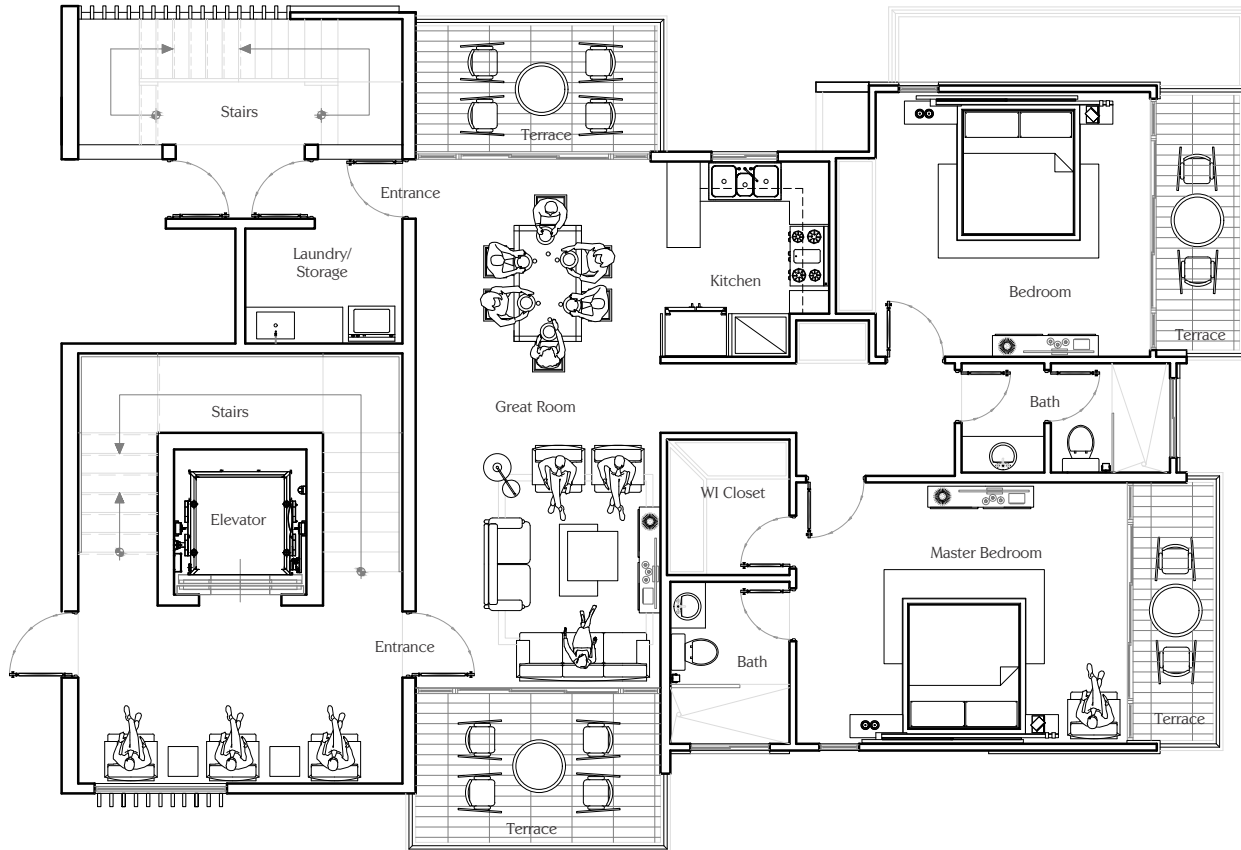 Stairs
Terrace
Entrance
Laundry/
Storage
Kitchen
Bedroom
Terrace
Stairs
Great Room
Bath
WI Closet
Elevator
Master Bedroom
Entrance
Bath
Terrace
Terrace